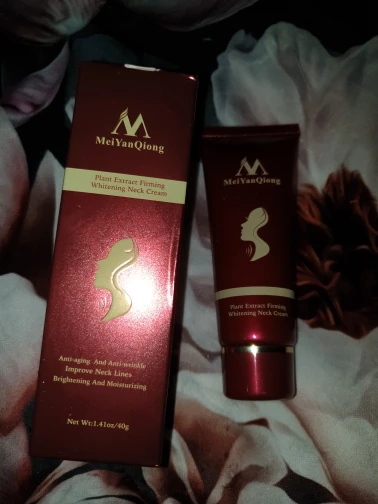 MeiYanQiong
Plant Extract Firming
Whitening Neck Cream
Anti-aging And Anti-wrinkle
Improve Neck Lines
Brightening And Moisturizing
Net Wt:1.41oz/40g
MeiYanQiong
Plant Extract Firming
Whitening Neck Cream